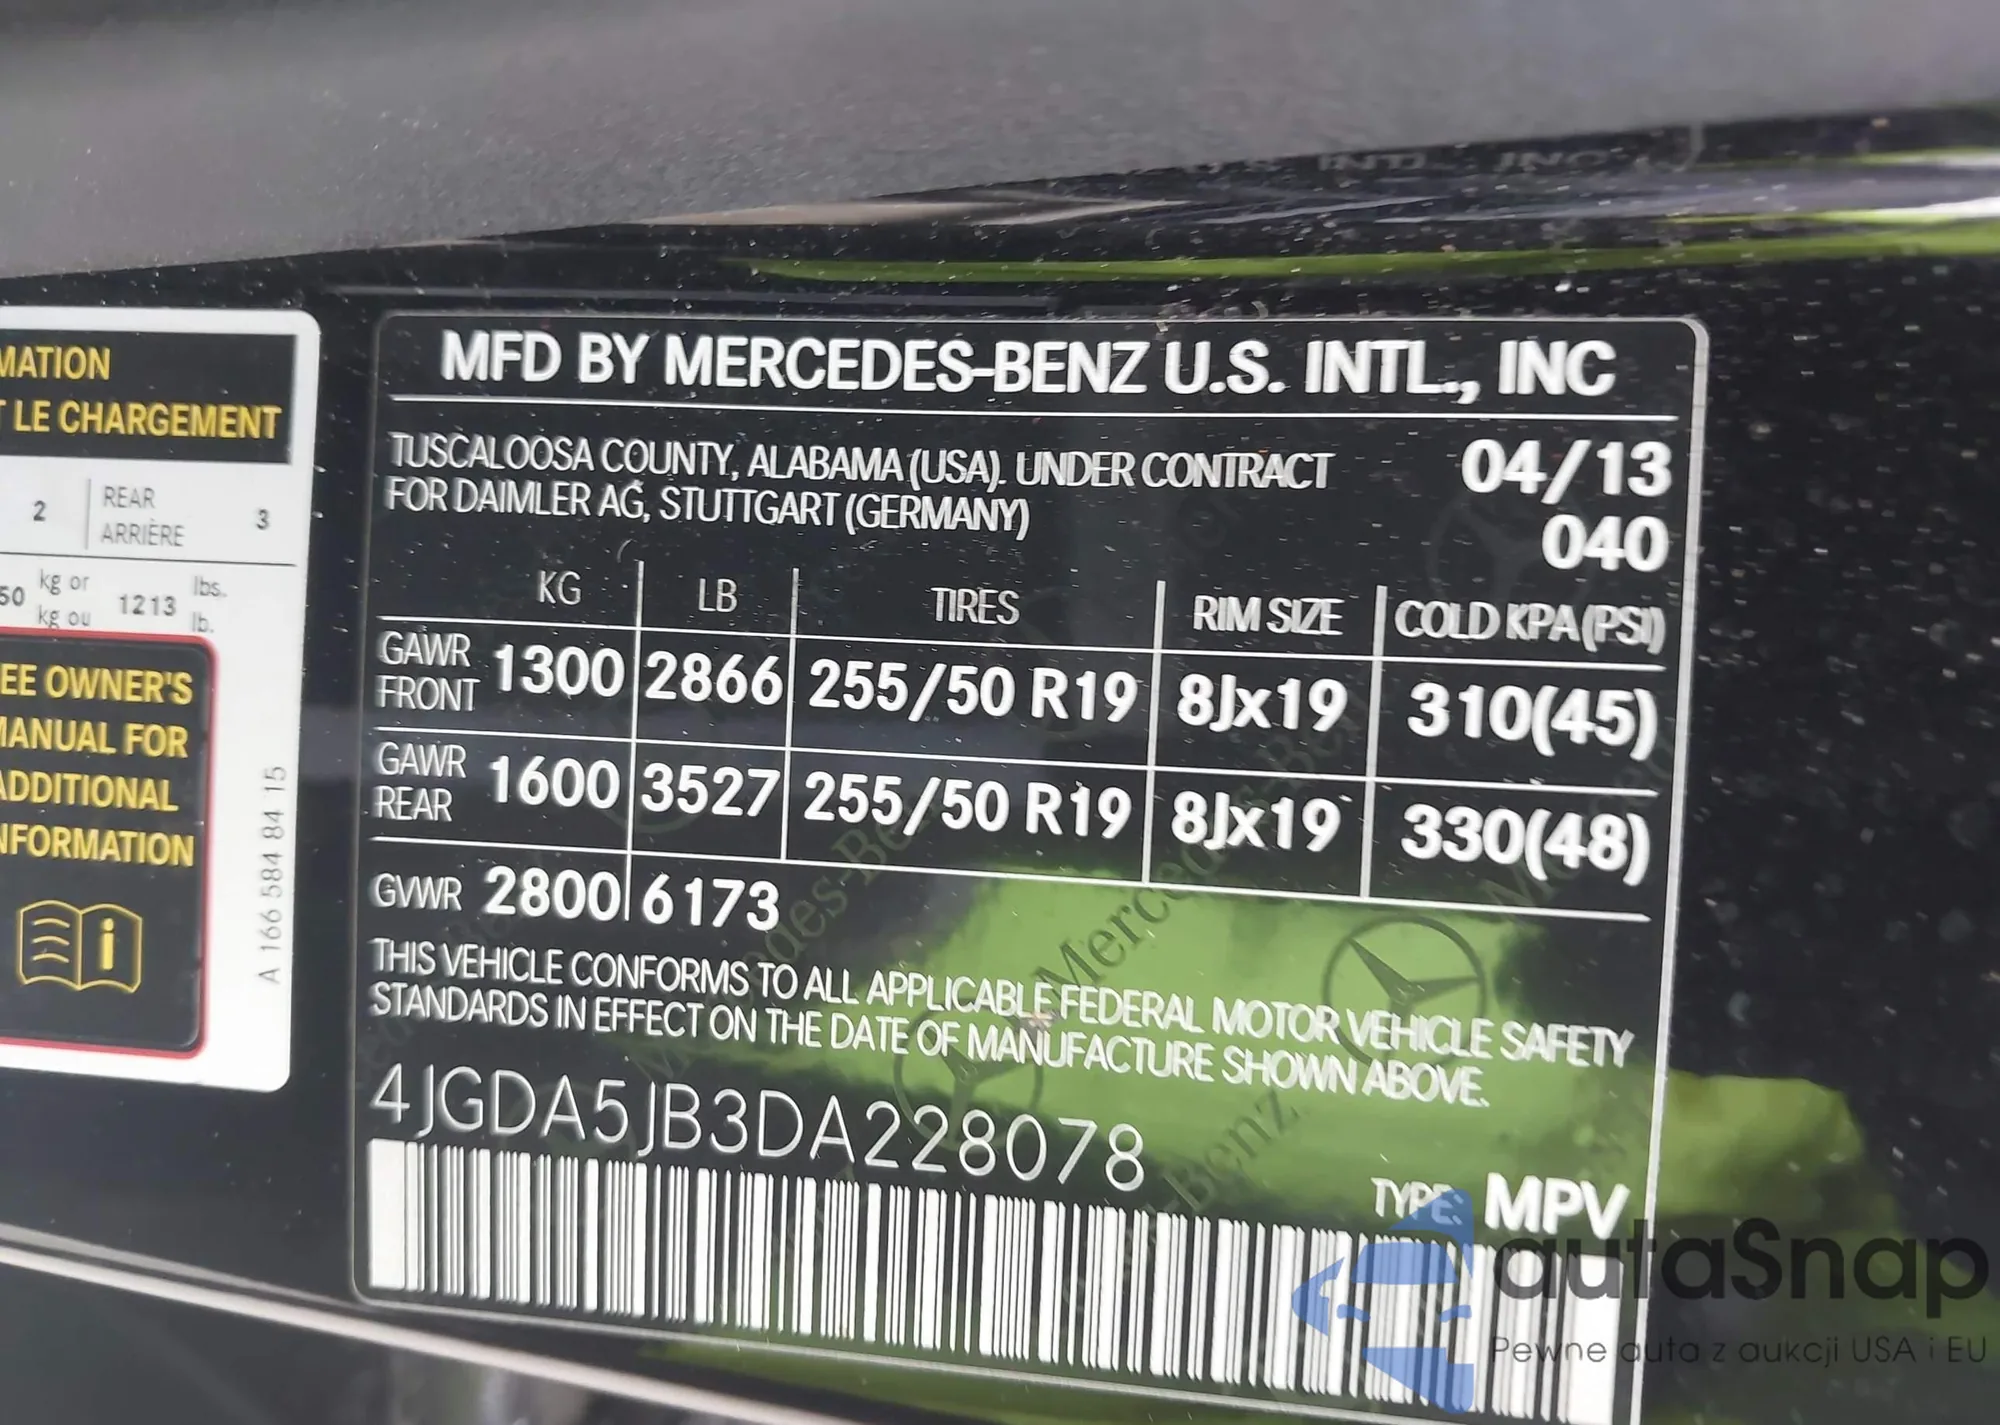 MATION
T LE CHARGEMENT
2 REAR 3
ARRIÈRE
50 kg or 1213 lbs.
kg ou lb.
EE OWNER'S
MANUAL FOR
ADDITIONAL
NFORMATION
A 166 584 84 15
MFD BY MERCEDES-BENZ U.S. INTL., INC
TUSCALOOSA COUNTY, ALABAMA (USA). UNDER CONTRACT 04/13
FOR DAIMLER AG, STUTTGART (GERMANY) 040
KG LB TIRES RIM SIZE COLD KPA (PSI)
GAWR FRONT 1300 2866 255/50 R19 8Jx19 310(45)
GAWR REAR 1600 3527 255/50 R19 8Jx19 330(48)
GVWR 2800 6173
THIS VEHICLE CONFORMS TO ALL APPLICABLE FEDERAL MOTOR VEHICLE SAFETY
STANDARDS IN EFFECT ON THE DATE OF MANUFACTURE SHOWN ABOVE.
4JGDA5JB3DA228078
TYPE: MPV
autaSnap
Pewne auta z aukcji USA i EU